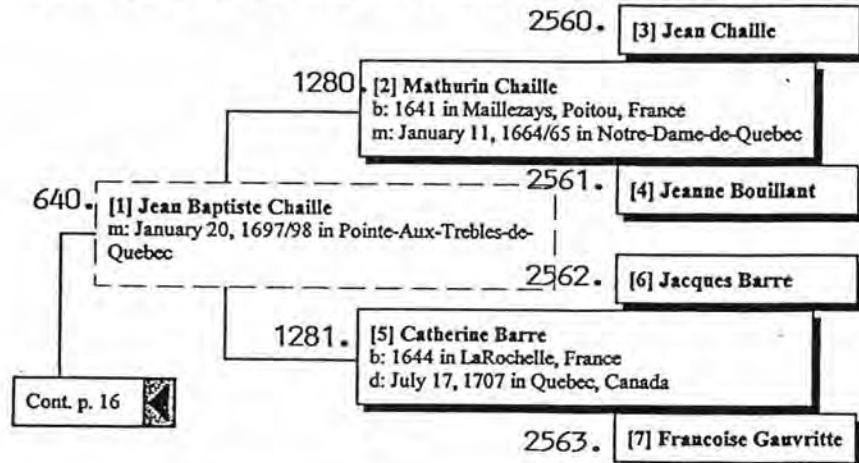 2560. [3] Jean Chaille
1280. [2] Mathurin Chaille
b: 1641 in Maillezays, Poitou, France
m: January 11, 1664/65 in Notre-Dame-de-Quebec
2561. [4] Jeanne Bouillant
640. [1] Jean Baptiste Chaille
m: January 20, 1697/98 in Pointe-Aux-Trebles-de-
Quebec
2562. [6] Jacques Barre
1281. [5] Catherine Barre
b: 1644 in LaRochelle, France
d: July 17, 1707 in Quebec, Canada
Cont. p. 16
2563. [7] Francoise Gauvritte